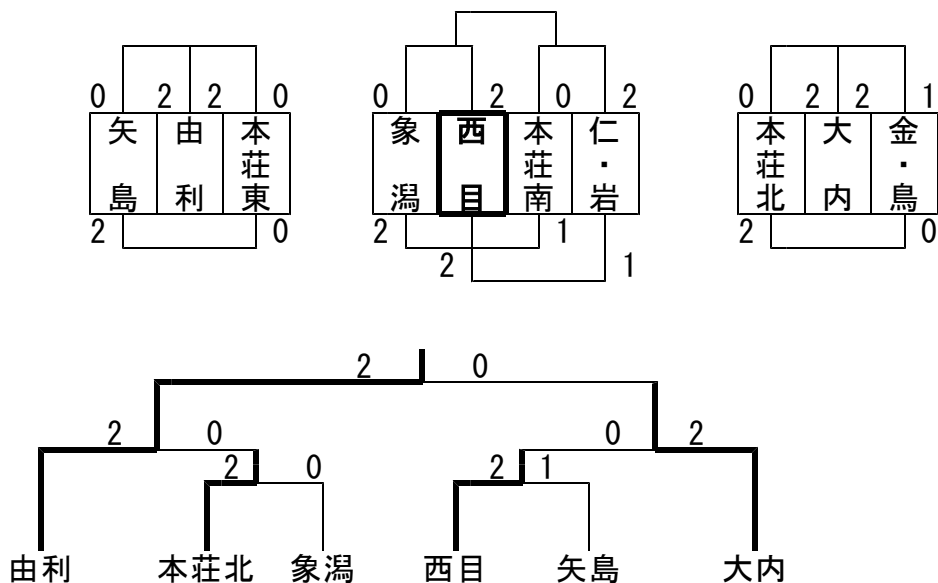 0 2 2 0
矢島 由利 本荘東
2 0
0 2 0 2
象潟 西目 本荘南 仁・岩
2 1
2 1
0 2 2 1
本荘北 大内 金・鳥
2 0
2 0
2 0 0 2
2 0 2 1
由利 本荘北 象潟 西目 矢島 大内